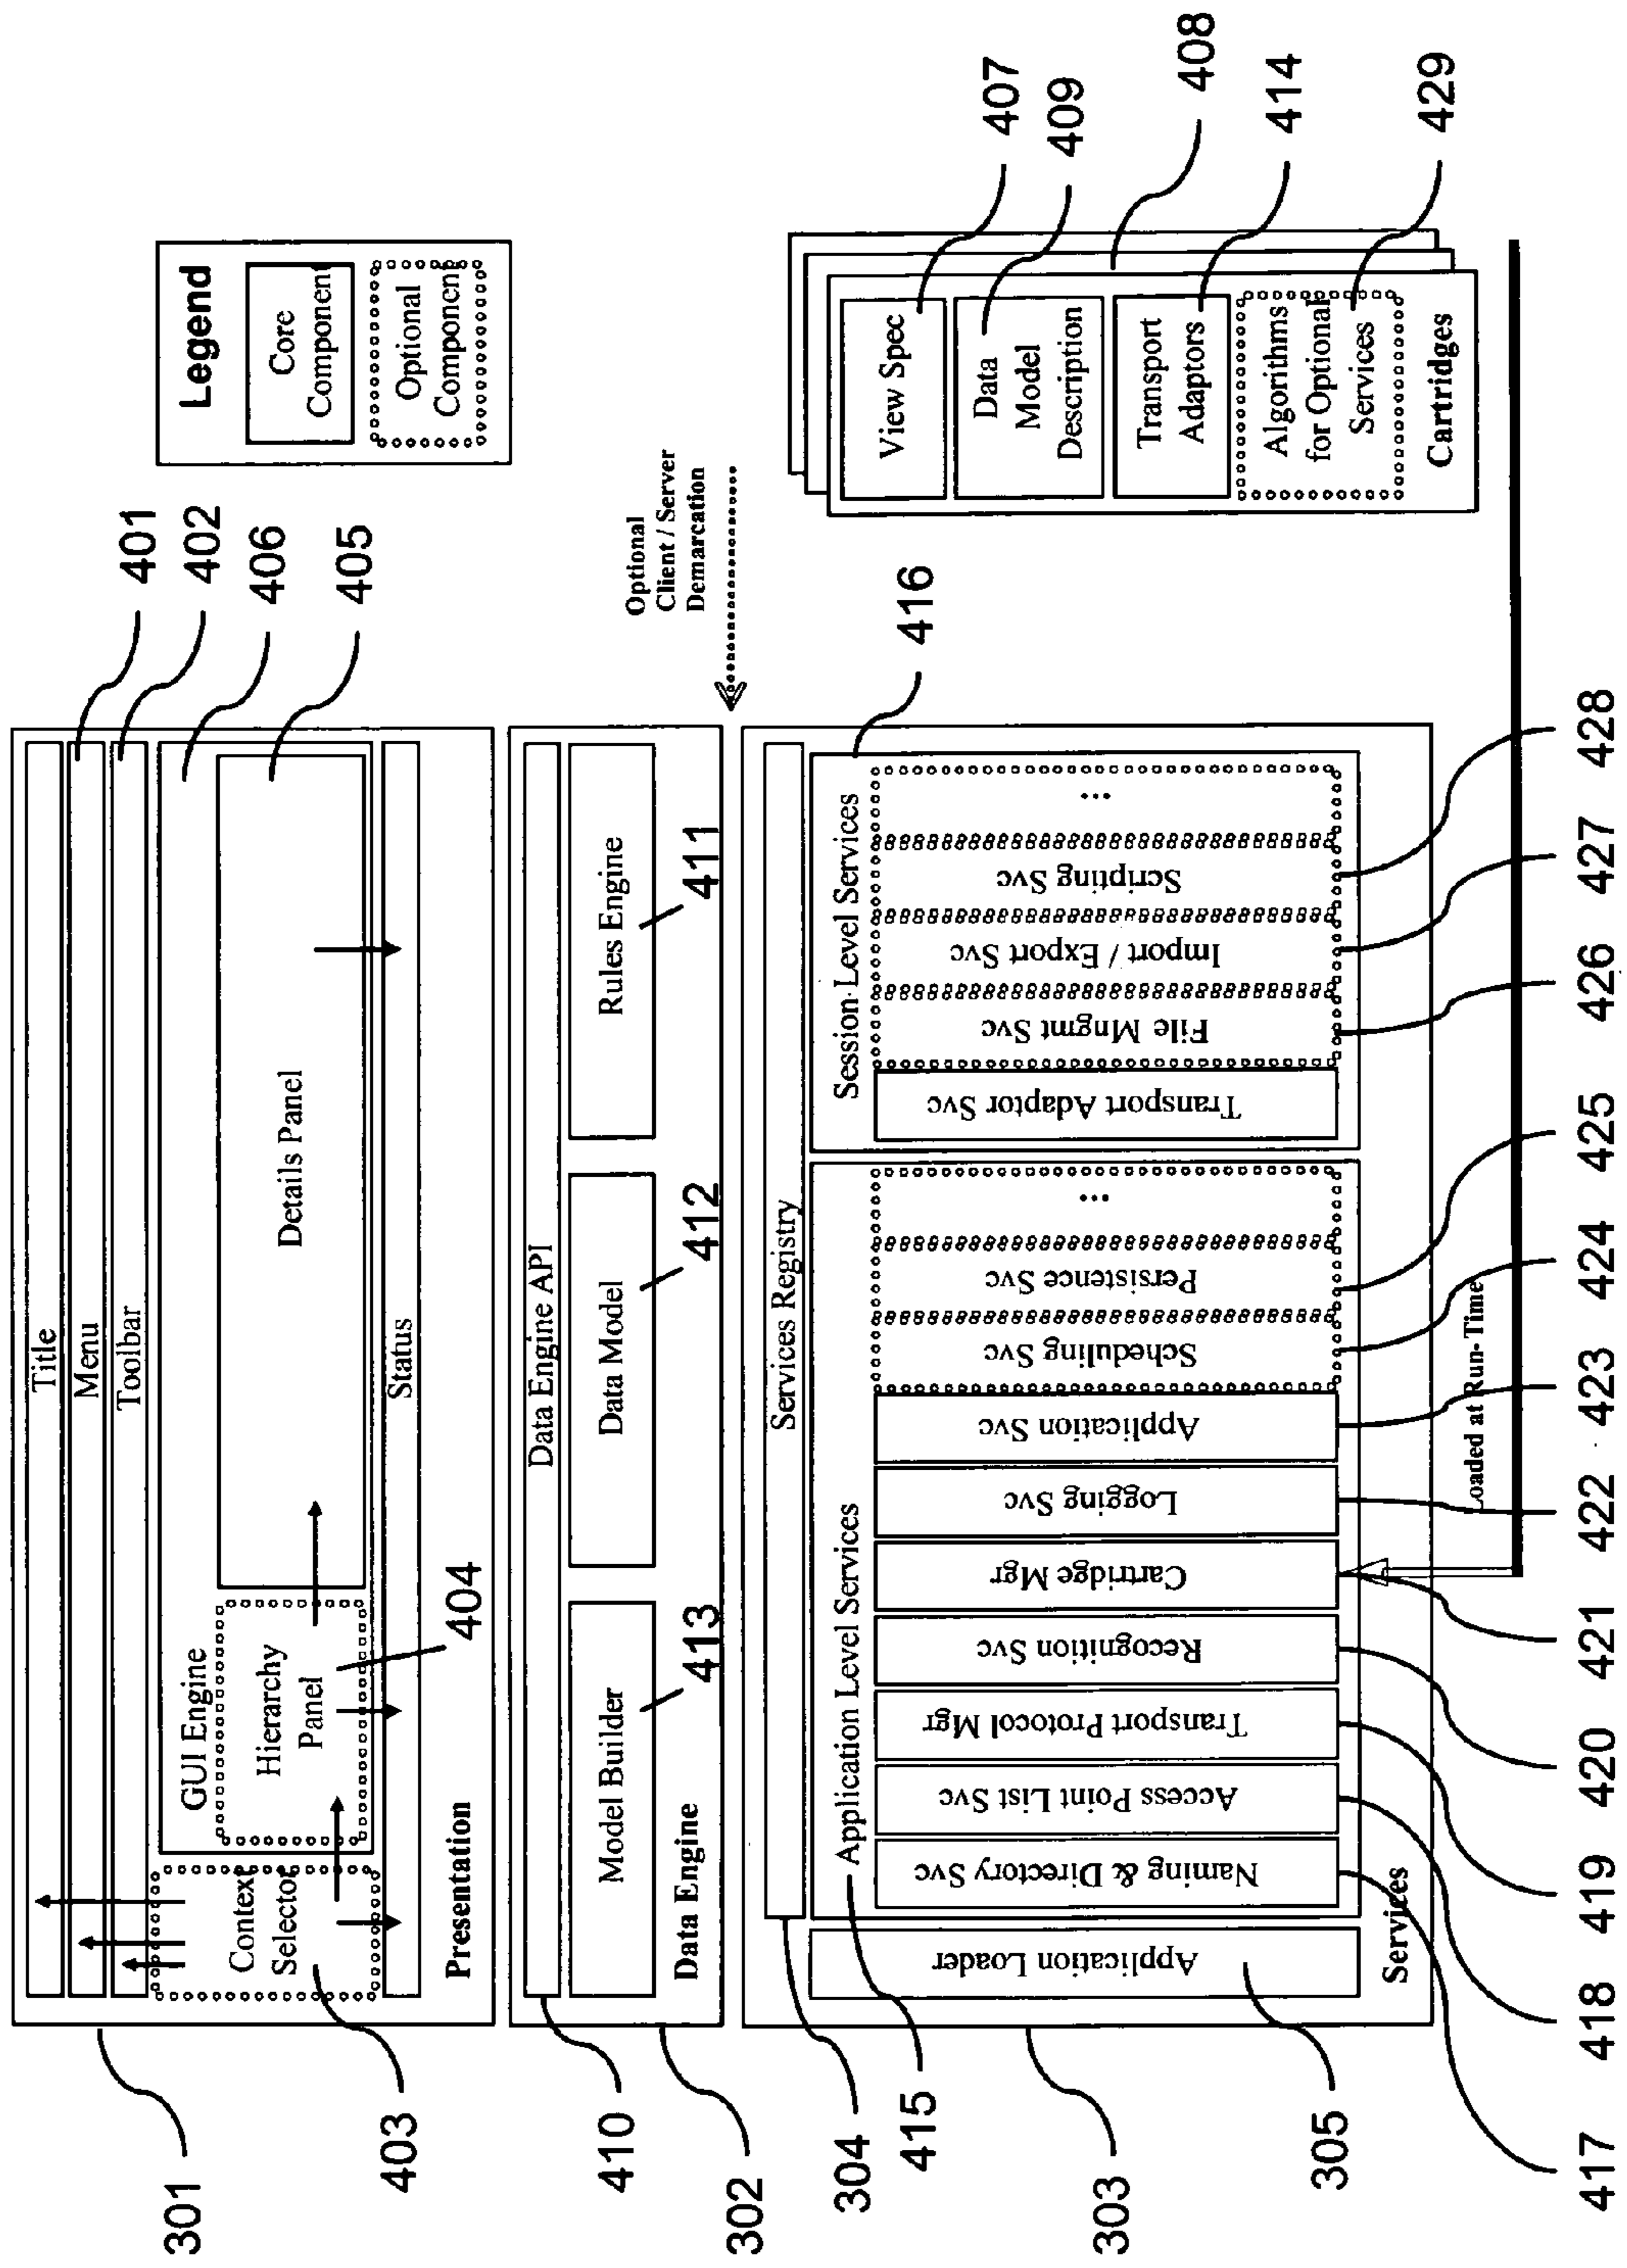 301
Title
Menu
Toolbar
GUI Engine
Context
Selector
Hierarchy
Panel
Details Panel
Status
Presentation
401
402
406
405
403
404
Legend
Core
Component
Optional
Component
Data Engine API
Model Builder
Data Model
Rules Engine
Data Engine
410
413
412
411
302
Optional
Client / Server
Demarcation
Services Registry
304
Application Level Services
415
Session Level Services
416
Application Loader
Naming & Directory Svc
Access Point List Svc
Transport Protocol Mgr
Recognition Svc
Cartridge Mgr
Logging Svc
Application Svc
Scheduling Svc
Persistence Svc
...
Transport Adaptor Svc
File Mngmt Svc
Import / Export Svc
Scripting Svc
...
Services
303
305
View Spec
Data
Model
Description
Transport
Adaptors
Algorithms
for Optional
Services
Cartridges
407
409
408
414
429
Loaded at Run-Time
417
418
419
420
421
422
423
424
425
426
427
428